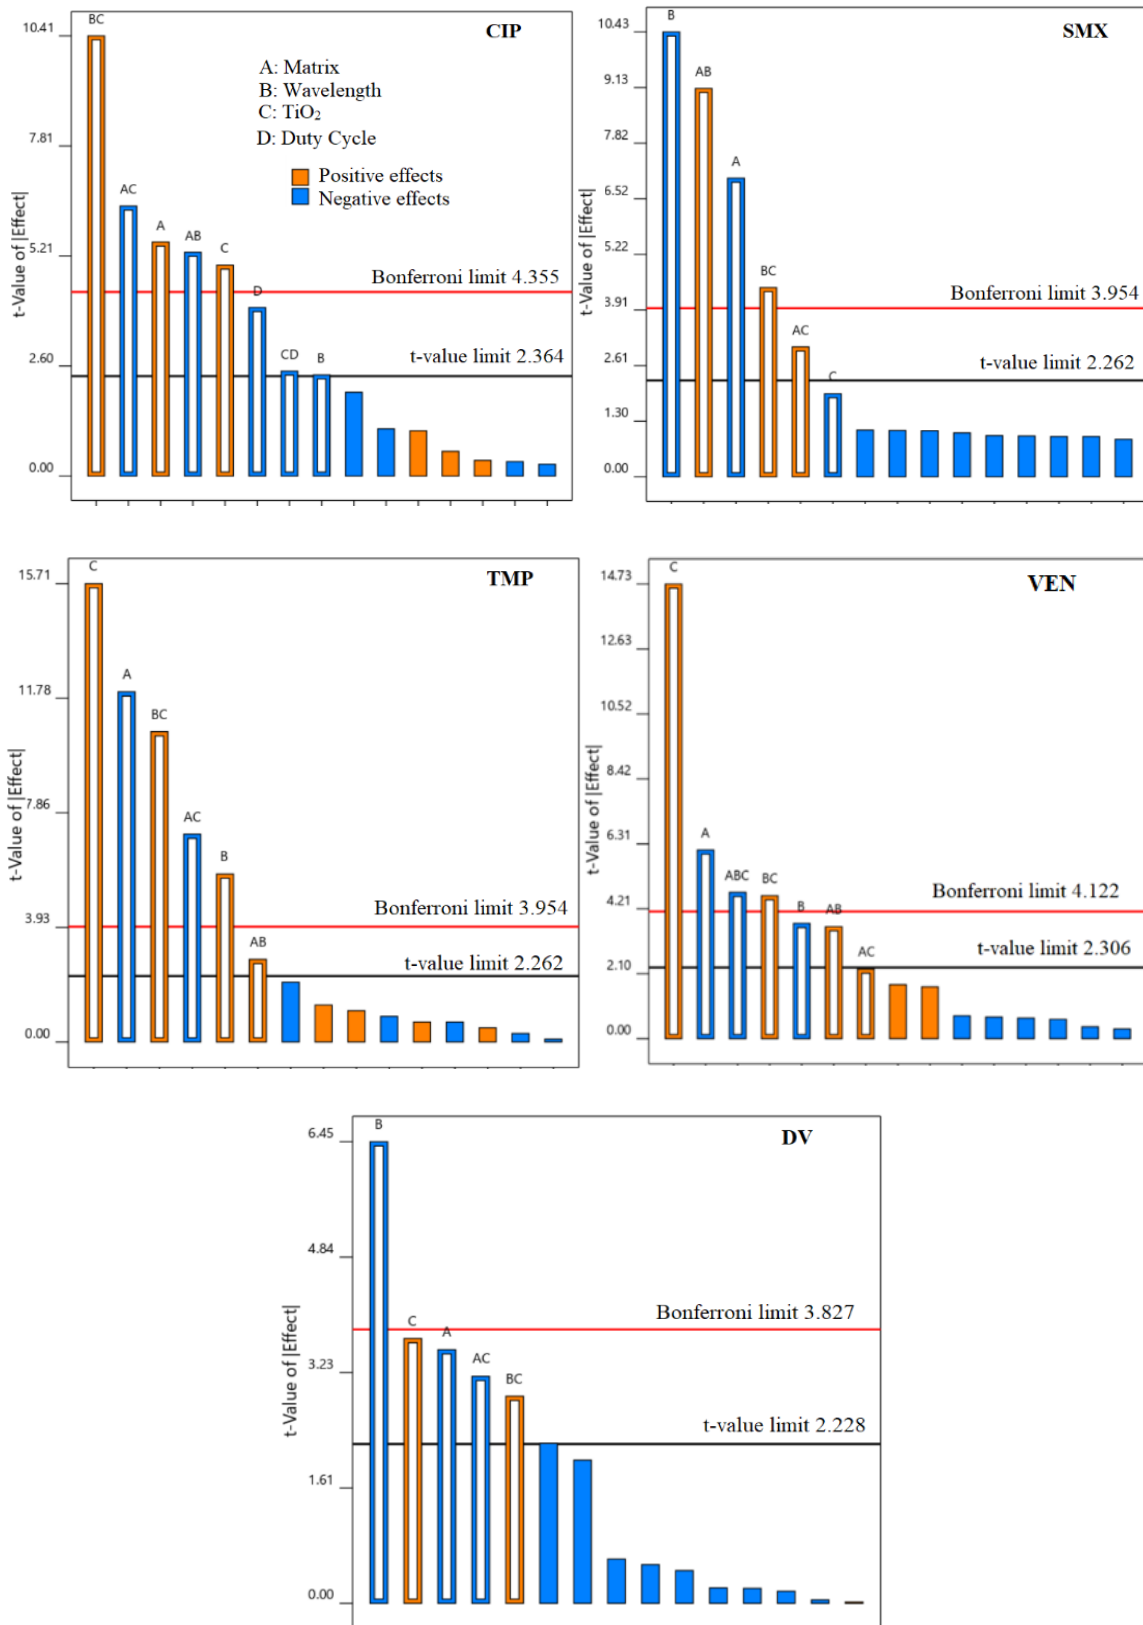 CIP
A: Matrix
B: Wavelength
C: TiO₂
D: Duty Cycle
Positive effects
Negative effects
t-Value of |Effect|
10.41
7.81
5.21
2.60
0.00
BC
AC
A
AB
C
D
CD
B
Bonferroni limit 4.355
t-value limit 2.364
SMX
t-Value of |Effect|
10.43
9.13
7.82
6.52
5.22
3.91
2.61
1.30
0.00
B
AB
A
BC
AC
C
Bonferroni limit 3.954
t-value limit 2.262
TMP
t-Value of |Effect|
15.71
11.78
7.86
3.93
0.00
C
A
BC
AC
B
AB
Bonferroni limit 3.954
t-value limit 2.262
VEN
t-Value of |Effect|
14.73
12.63
10.52
8.42
6.31
4.21
2.10
0.00
C
A
ABC
BC
B
AB
AC
Bonferroni limit 4.122
t-value limit 2.306
DV
t-Value of |Effect|
6.45
4.84
3.23
1.61
0.00
B
C
A
AC
BC
Bonferroni limit 3.827
t-value limit 2.228